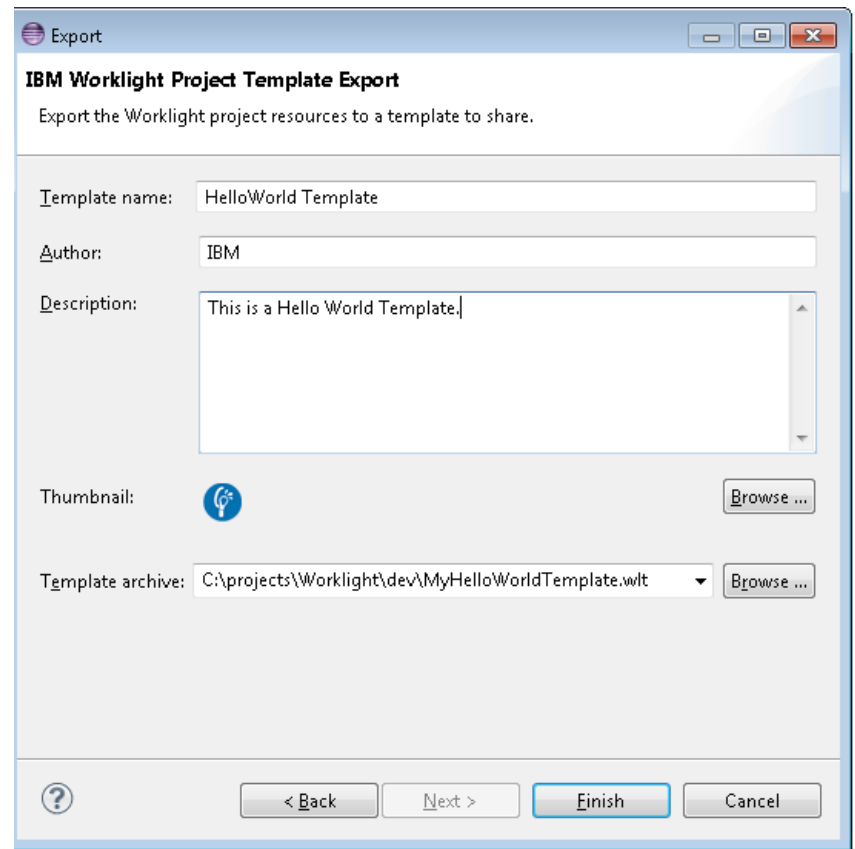 Export
IBM Worklight Project Template Export
Export the Worklight project resources to a template to share.
Template name: HelloWorld Template
Author: IBM
Description: This is a Hello World Template.
Thumbnail: Browse ...
Template archive: C:\projects\Worklight\dev\MyHelloWorldTemplate.wlt Browse ...
? < Back Next > Finish Cancel